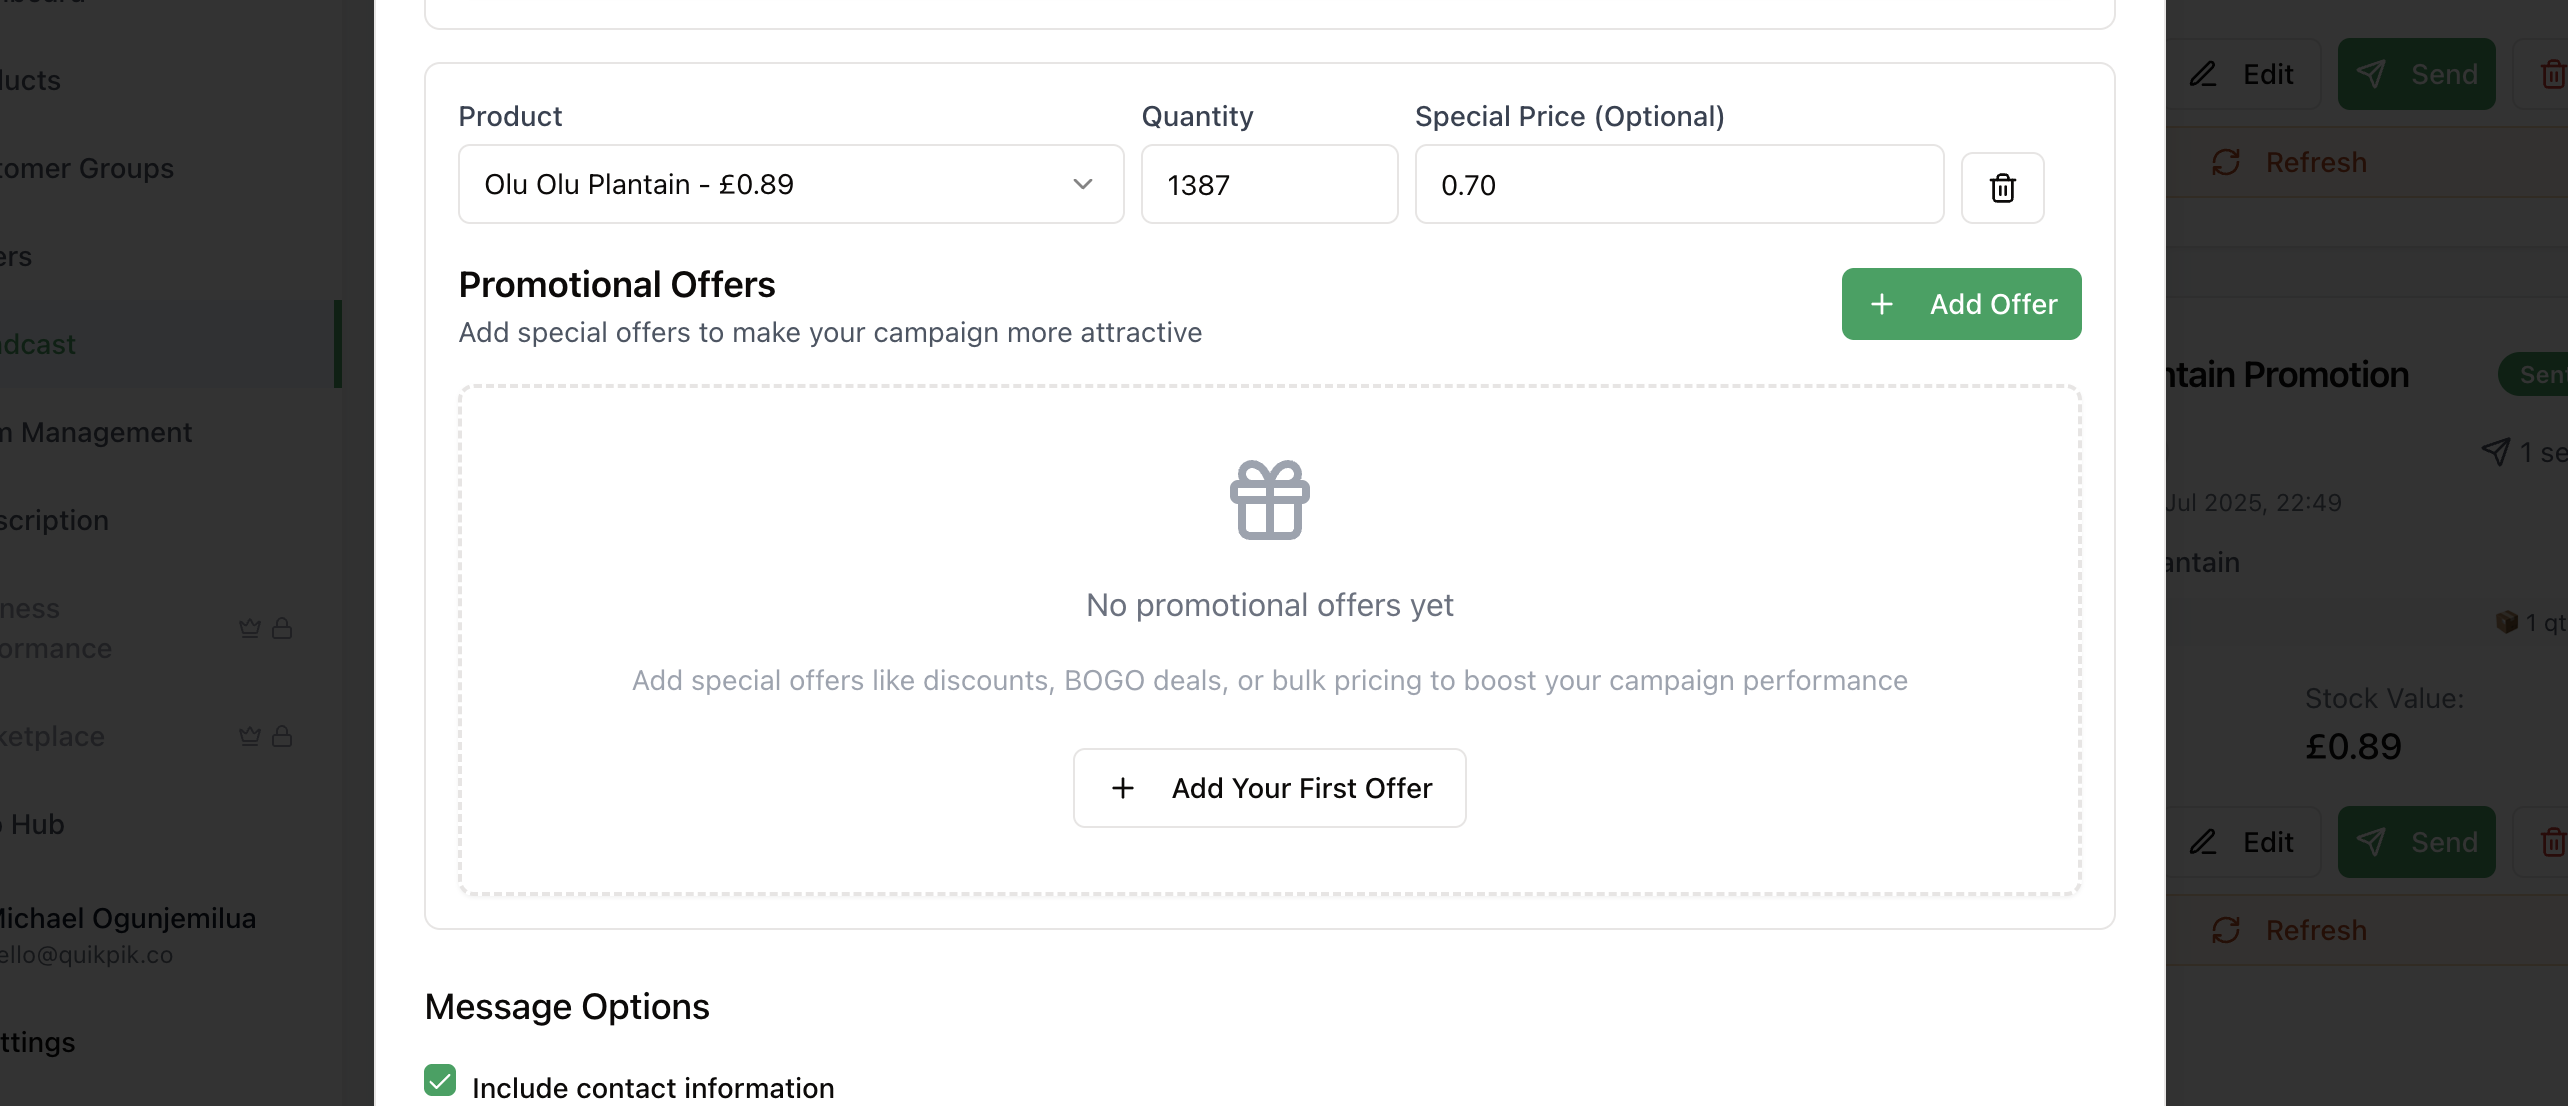 Product
Quantity
Special Price (Optional)
Olu Olu Plantain - £0.89
1387
0.70
Promotional Offers
Add special offers to make your campaign more attractive
Add Offer
No promotional offers yet
Add special offers like discounts, BOGO deals, or bulk pricing to boost your campaign performance
Add Your First Offer
Message Options
Include contact information
ducts
tomer Groups
ers
adcast
m Management
scription
ness
ormance
ketplace
Hub
Michael Ogunjemilua
ello@quikpik.co
ttings
Edit
Send
Refresh
ntain Promotion
Sent
1 se
Jul 2025, 22:49
antain
1 qt
Stock Value:
£0.89
Edit
Send
Refresh